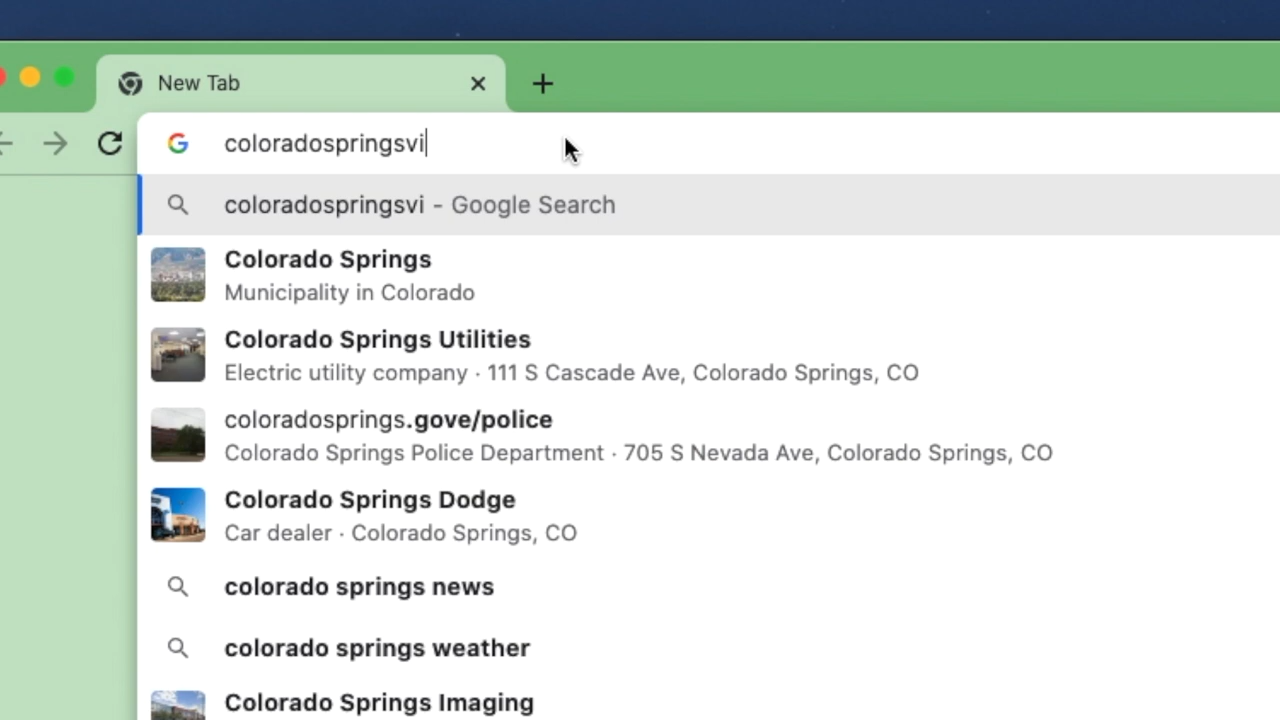 New Tab
coloradospringsvi
coloradospringsvi - Google Search
Colorado Springs
Municipality in Colorado
Colorado Springs Utilities
Electric utility company · 111 S Cascade Ave, Colorado Springs, CO
coloradosprings.gove/police
Colorado Springs Police Department · 705 S Nevada Ave, Colorado Springs, CO
Colorado Springs Dodge
Car dealer · Colorado Springs, CO
colorado springs news
colorado springs weather
Colorado Springs Imaging